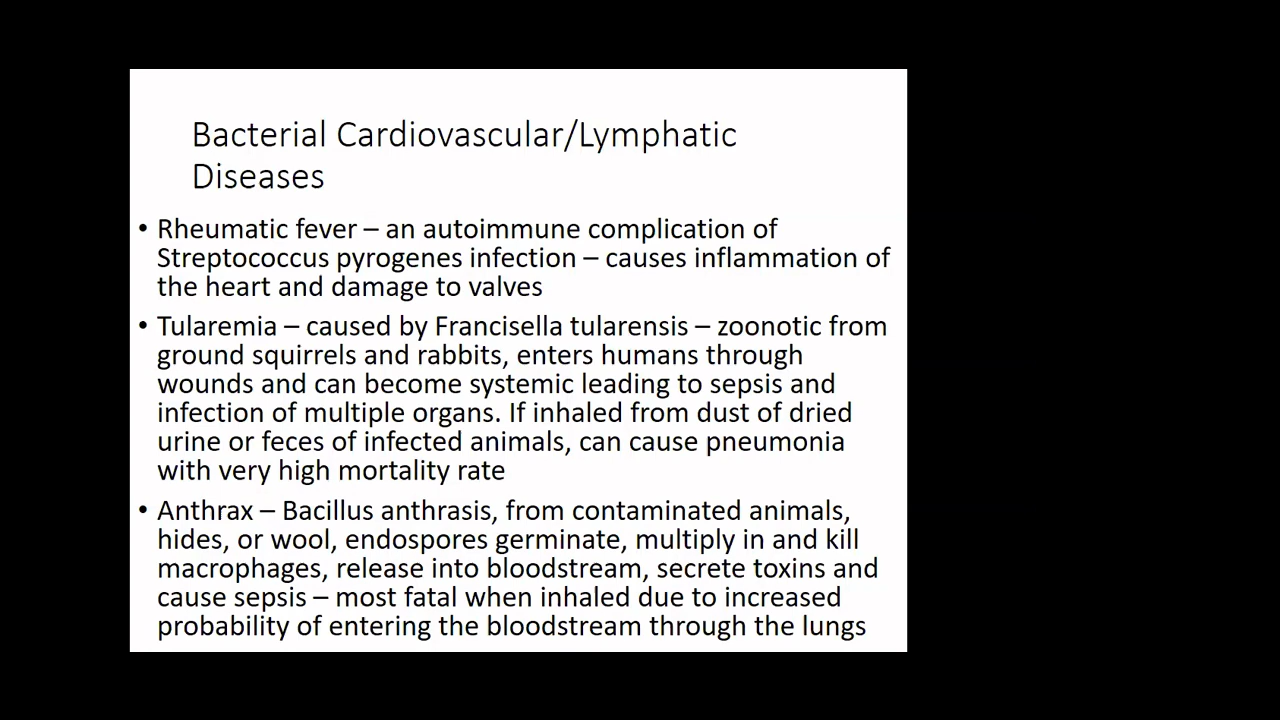 Bacterial Cardiovascular/Lymphatic
Diseases
• Rheumatic fever – an autoimmune complication of
Streptococcus pyrogenes infection – causes inflammation of
the heart and damage to valves
• Tularemia – caused by Francisella tularensis – zoonotic from
ground squirrels and rabbits, enters humans through
wounds and can become systemic leading to sepsis and
infection of multiple organs. If inhaled from dust of dried
urine or feces of infected animals, can cause pneumonia
with very high mortality rate
• Anthrax – Bacillus anthrasis, from contaminated animals,
hides, or wool, endospores germinate, multiply in and kill
macrophages, release into bloodstream, secrete toxins and
cause sepsis – most fatal when inhaled due to increased
probability of entering the bloodstream through the lungs